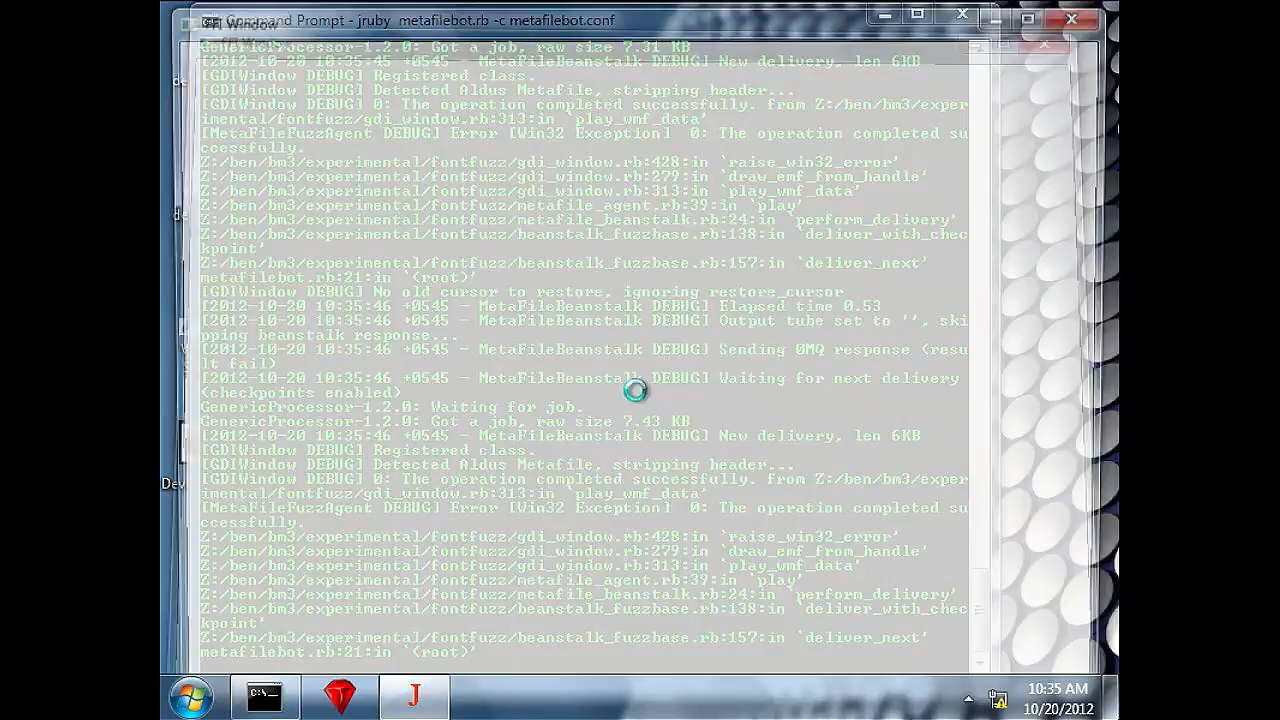 Command Prompt - jruby  metafilebot.rb -c metafilebot.conf
Window
GenericProcessor-1.2.0: Got a job, raw size 7.31 KB
[2012-10-20 10:35:45 +0545 - MetaFileBeanstalk DEBUG] New delivery, len 6KB
[GDIWindow DEBUG] Registered class.
[GDIWindow DEBUG] Detected Aldus Metafile, stripping header...
[GDIWindow DEBUG] 0: The operation completed successfully. from Z:/ben/bm3/exper
imental/fontfuzz/gdi_window.rb:313:in `play_wmf_data'
[MetaFileFuzzAgent DEBUG] Error [Win32 Exception]  0: The operation completed su
ccessfully.
Z:/ben/bm3/experimental/fontfuzz/gdi_window.rb:428:in `raise_win32_error'
Z:/ben/bm3/experimental/fontfuzz/gdi_window.rb:279:in `draw_emf_from_handle'
Z:/ben/bm3/experimental/fontfuzz/gdi_window.rb:313:in `play_wmf_data'
Z:/ben/bm3/experimental/fontfuzz/metafile_agent.rb:39:in `play'
Z:/ben/bm3/experimental/fontfuzz/metafile_beanstalk.rb:24:in `perform_delivery'
Z:/ben/bm3/experimental/fontfuzz/beanstalk_fuzzbase.rb:138:in `deliver_with_chec
kpoint'
Z:/ben/bm3/experimental/fontfuzz/beanstalk_fuzzbase.rb:157:in `deliver_next'
metafilebot.rb:21:in `(root)'
[GDIWindow DEBUG] No old cursor to restore, ignoring restore_cursor
[2012-10-20 10:35:46 +0545 - MetaFileBeanstalk DEBUG] Elapsed time 0.53
[2012-10-20 10:35:46 +0545 - MetaFileBeanstalk DEBUG] Output tube set to '', ski
pping beanstalk response...
[2012-10-20 10:35:46 +0545 - MetaFileBeanstalk DEBUG] Sending 0MQ response (resu
lt fail)
[2012-10-20 10:35:46 +0545 - MetaFileBeanstalk DEBUG] Waiting for next delivery
(checkpoints enabled)
GenericProcessor-1.2.0: Waiting for job.
GenericProcessor-1.2.0: Got a job, raw size 7.43 KB
[2012-10-20 10:35:46 +0545 - MetaFileBeanstalk DEBUG] New delivery, len 6KB
[GDIWindow DEBUG] Registered class.
[GDIWindow DEBUG] Detected Aldus Metafile, stripping header...
[GDIWindow DEBUG] 0: The operation completed successfully. from Z:/ben/bm3/exper
imental/fontfuzz/gdi_window.rb:313:in `play_wmf_data'
[MetaFileFuzzAgent DEBUG] Error [Win32 Exception]  0: The operation completed su
ccessfully.
Z:/ben/bm3/experimental/fontfuzz/gdi_window.rb:428:in `raise_win32_error'
Z:/ben/bm3/experimental/fontfuzz/gdi_window.rb:279:in `draw_emf_from_handle'
Z:/ben/bm3/experimental/fontfuzz/gdi_window.rb:313:in `play_wmf_data'
Z:/ben/bm3/experimental/fontfuzz/metafile_agent.rb:39:in `play'
Z:/ben/bm3/experimental/fontfuzz/metafile_beanstalk.rb:24:in `perform_delivery'
Z:/ben/bm3/experimental/fontfuzz/beanstalk_fuzzbase.rb:138:in `deliver_with_chec
kpoint'
Z:/ben/bm3/experimental/fontfuzz/beanstalk_fuzzbase.rb:157:in `deliver_next'
metafilebot.rb:21:in `(root)'
de
de
Dev
C:\_
J
10:35 AM
10/20/2012